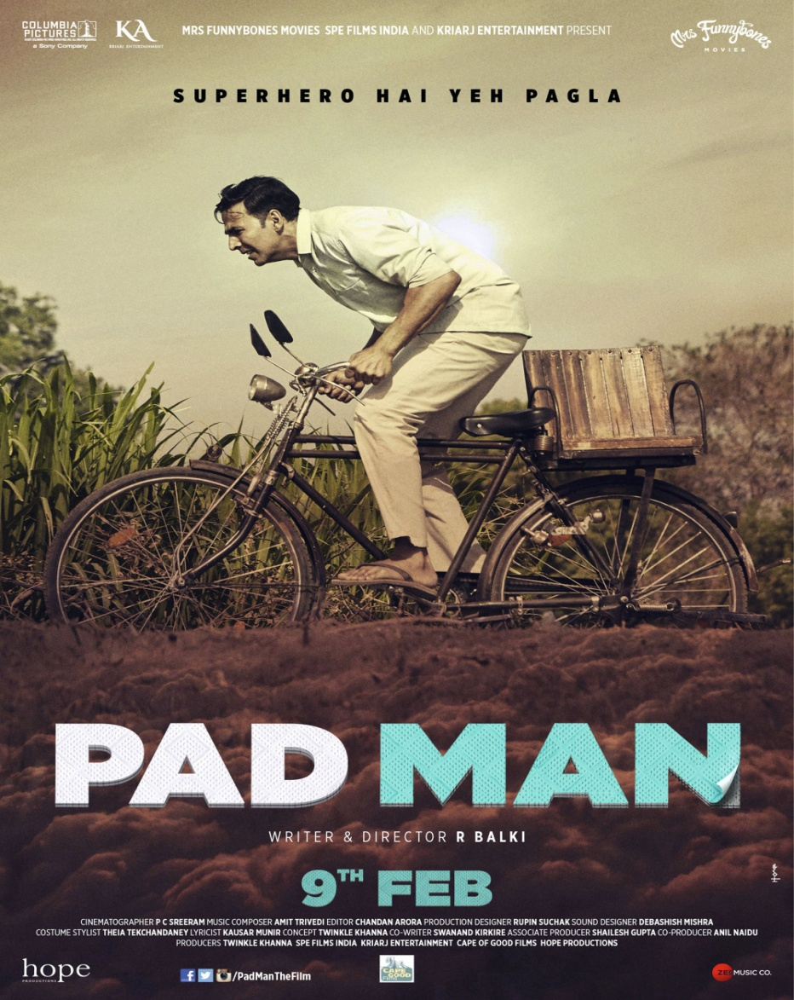 COLUMBIA
PICTURES
a Sony Company
KA
KRIARJ ENTERTAINMENT
MRS FUNNYBONES MOVIES SPE FILMS INDIA AND KRIARJ ENTERTAINMENT PRESENT
Mrs Funnybones
MOVIES
SUPERHERO HAI YEH PAGLA
PAD MAN
WRITER & DIRECTOR R BALKI
9TH FEB
CINEMATOGRAPHER P C SREERAM MUSIC COMPOSER AMIT TRIVEDI EDITOR CHANDAN ARORA PRODUCTION DESIGNER RUPIN SUCHAK SOUND DESIGNER DEBASHISH MISHRA
COSTUME STYLIST THEIA TEKCHANDANEY LYRICIST KAUSAR MUNIR CONCEPT TWINKLE KHANNA CO-WRITER SWANAND KIRKIRE ASSOCIATE PRODUCER SHAILESH GUPTA CO-PRODUCER ANIL NAIDU
PRODUCERS TWINKLE KHANNA SPE FILMS INDIA KRIARJ ENTERTAINMENT CAPE OF GOOD FILMS HOPE PRODUCTIONS
hope
PRODUCTIONS
/PadManTheFilm
CAPE OF
GOOD
FILMS
ZEE MUSIC CO.